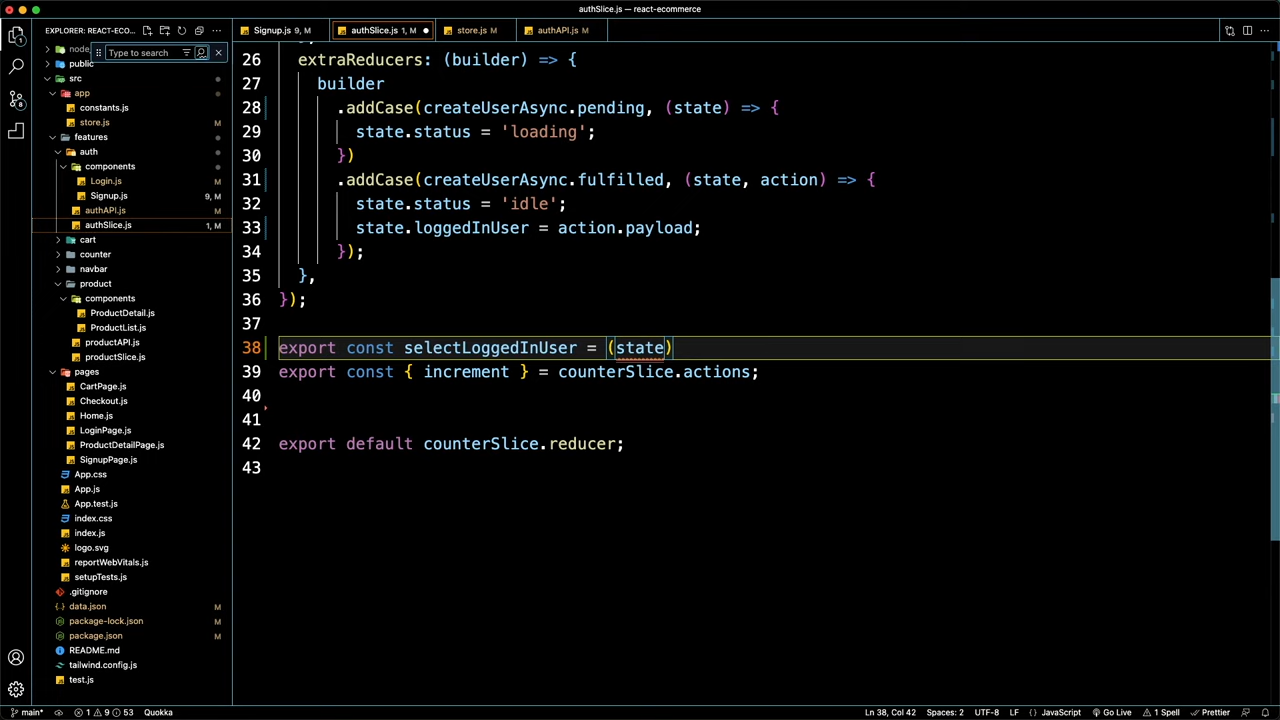 authSlice.js — react-ecommerce
EXPLORER: REACT-ECO...
Signup.js 9, M
authSlice.js 1, M
store.js M
authAPI.js M
node_
Type to search
public
src
app
constants.js
store.js M
features
auth
components
Login.js M
Signup.js 9, M
authAPI.js M
authSlice.js 1, M
cart
counter
navbar
product
components
ProductDetail.js
ProductList.js
productAPI.js
productSlice.js
pages
CartPage.js
Checkout.js
Home.js
LoginPage.js
ProductDetailPage.js
SignupPage.js
App.css
App.js
App.test.js
index.css
index.js
logo.svg
reportWebVitals.js
setupTests.js
.gitignore
data.json M
package-lock.json M
package.json M
README.md
tailwind.config.js
test.js
26 extraReducers: (builder) => {
27 builder
28 .addCase(createUserAsync.pending, (state) => {
29 state.status = 'loading';
30 })
31 .addCase(createUserAsync.fulfilled, (state, action) => {
32 state.status = 'idle';
33 state.loggedInUser = action.payload;
34 });
35 },
36 });
37
38 export const selectLoggedInUser = (state)
39 export const { increment } = counterSlice.actions;
40
41
42 export default counterSlice.reducer;
43
main* 1 9 53 Quokka
Ln 38, Col 42 Spaces: 2 UTF-8 LF {} JavaScript Go Live 1 Spell Prettier